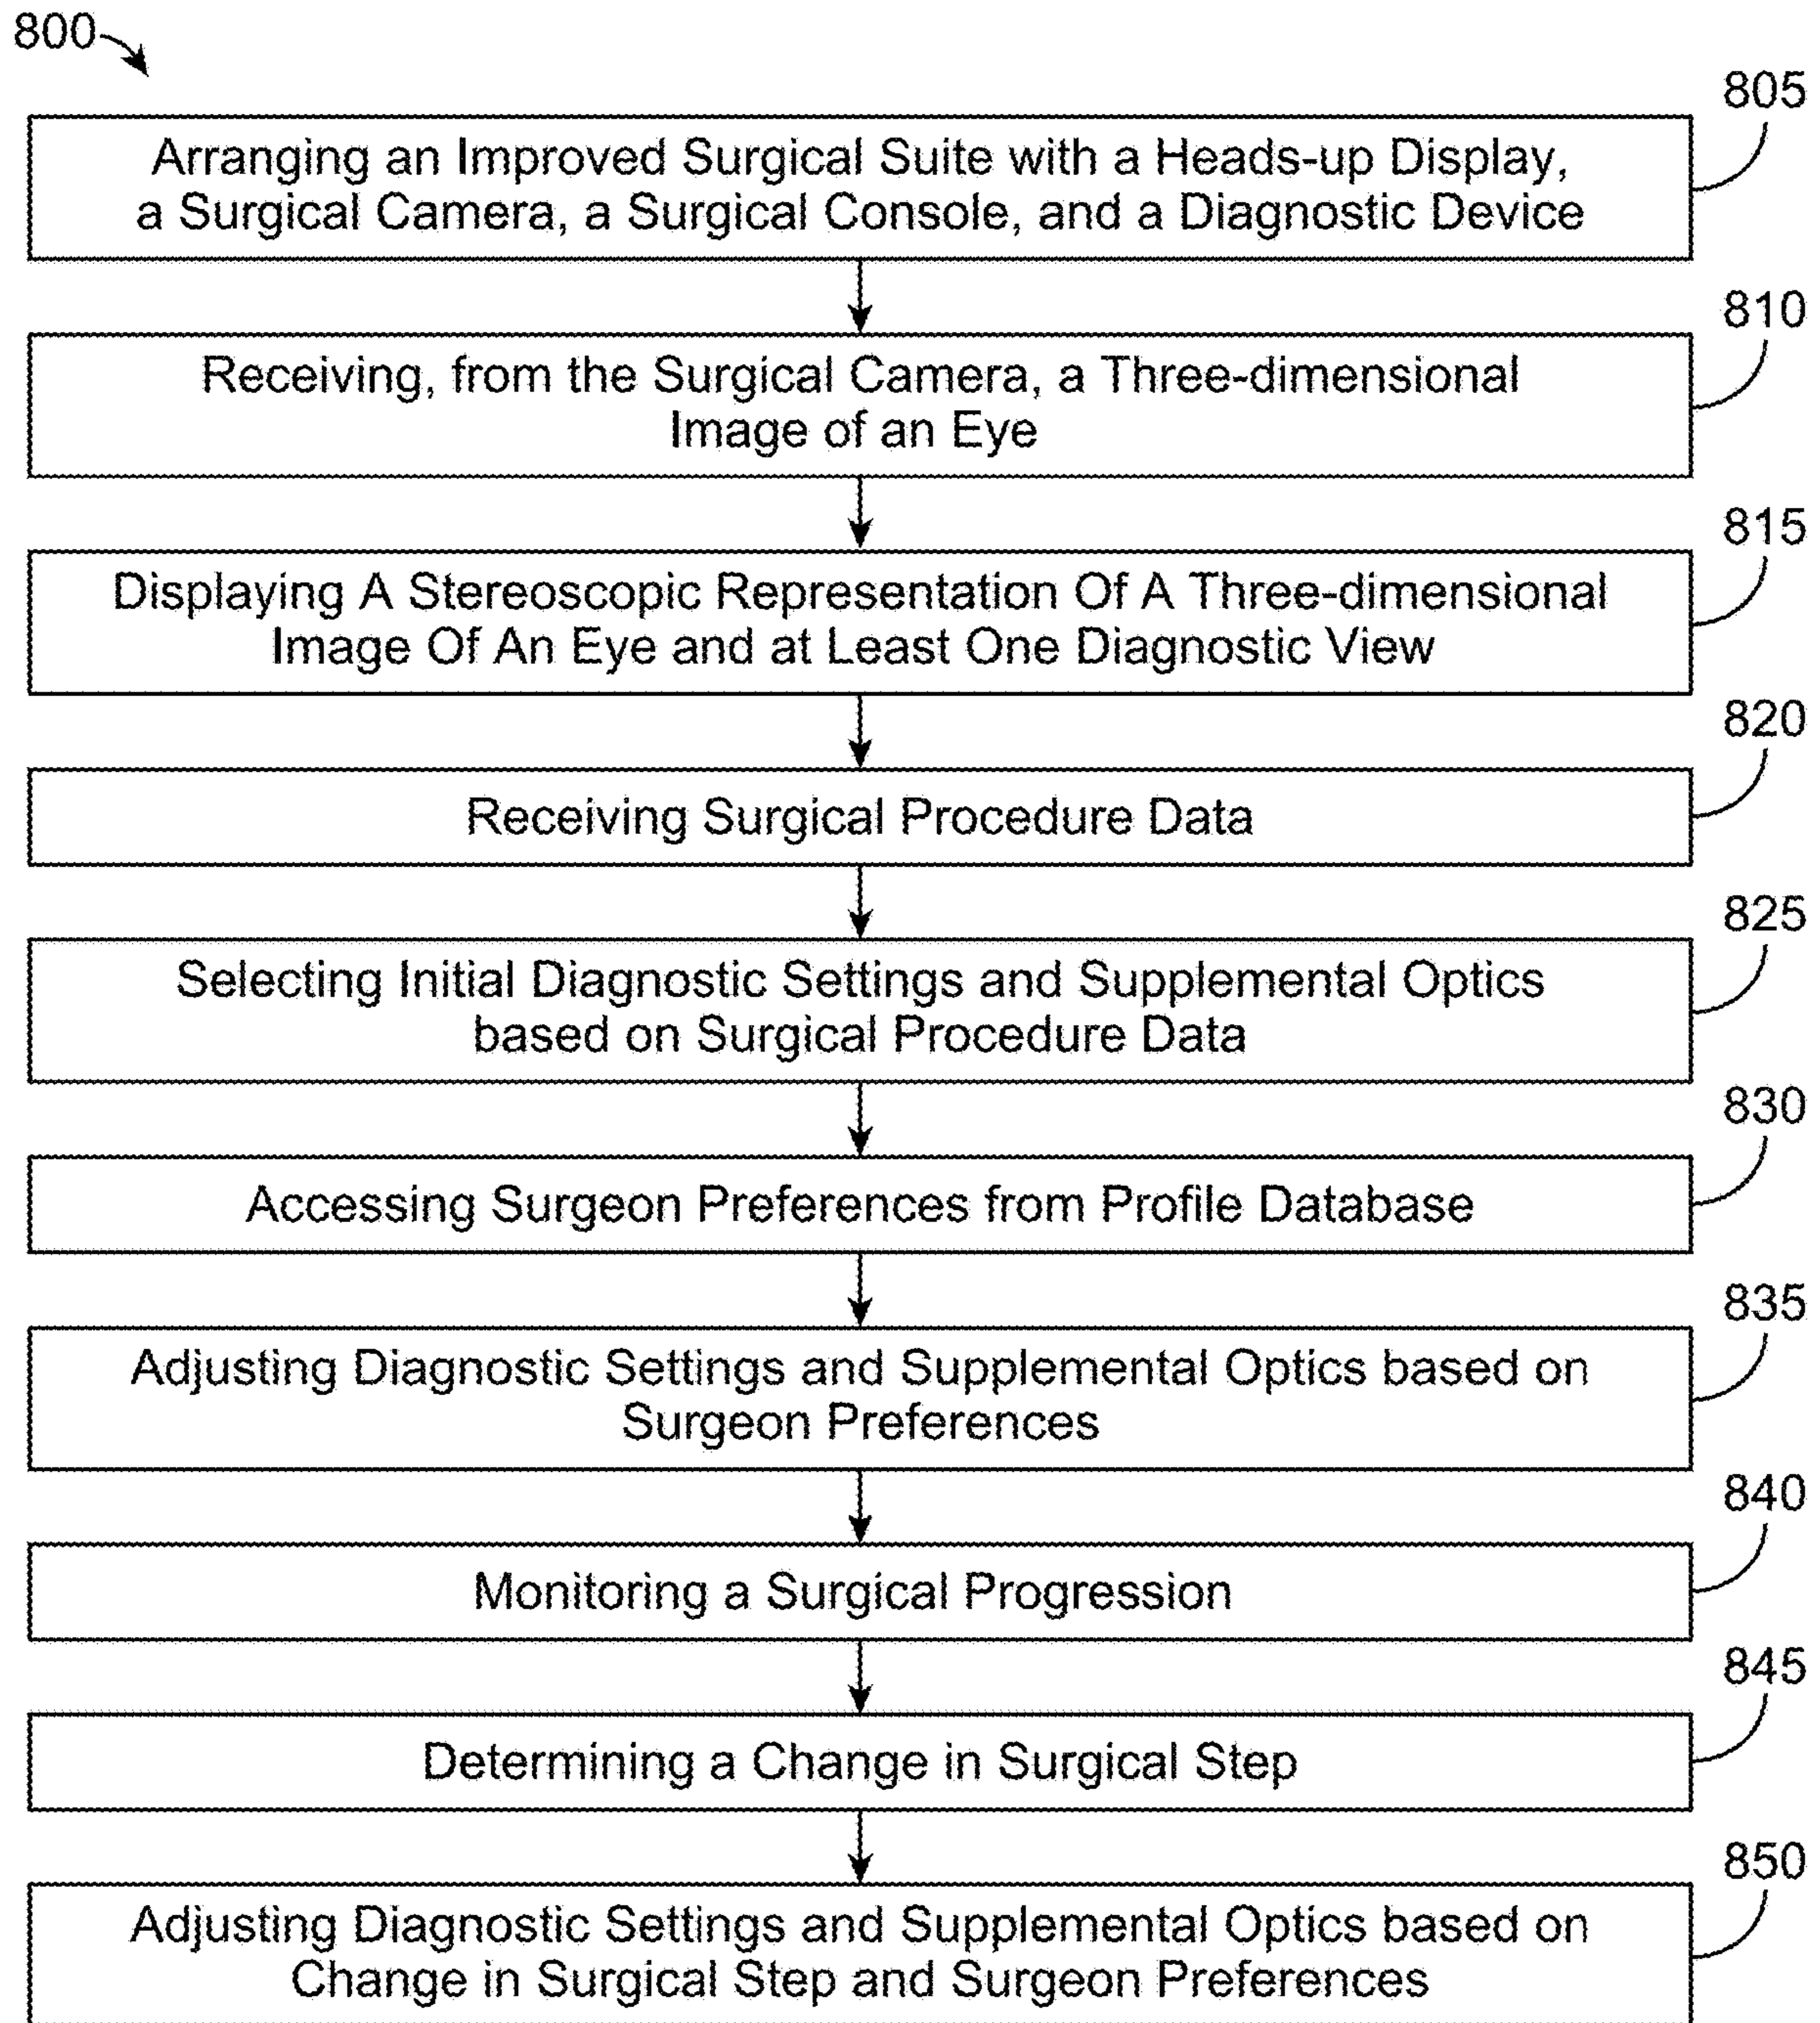 800
805
Arranging an Improved Surgical Suite with a Heads-up Display,
a Surgical Camera, a Surgical Console, and a Diagnostic Device
810
Receiving, from the Surgical Camera, a Three-dimensional
Image of an Eye
815
Displaying A Stereoscopic Representation Of A Three-dimensional
Image Of An Eye and at Least One Diagnostic View
820
Receiving Surgical Procedure Data
825
Selecting Initial Diagnostic Settings and Supplemental Optics
based on Surgical Procedure Data
830
Accessing Surgeon Preferences from Profile Database
835
Adjusting Diagnostic Settings and Supplemental Optics based on
Surgeon Preferences
840
Monitoring a Surgical Progression
845
Determining a Change in Surgical Step
850
Adjusting Diagnostic Settings and Supplemental Optics based on
Change in Surgical Step and Surgeon Preferences